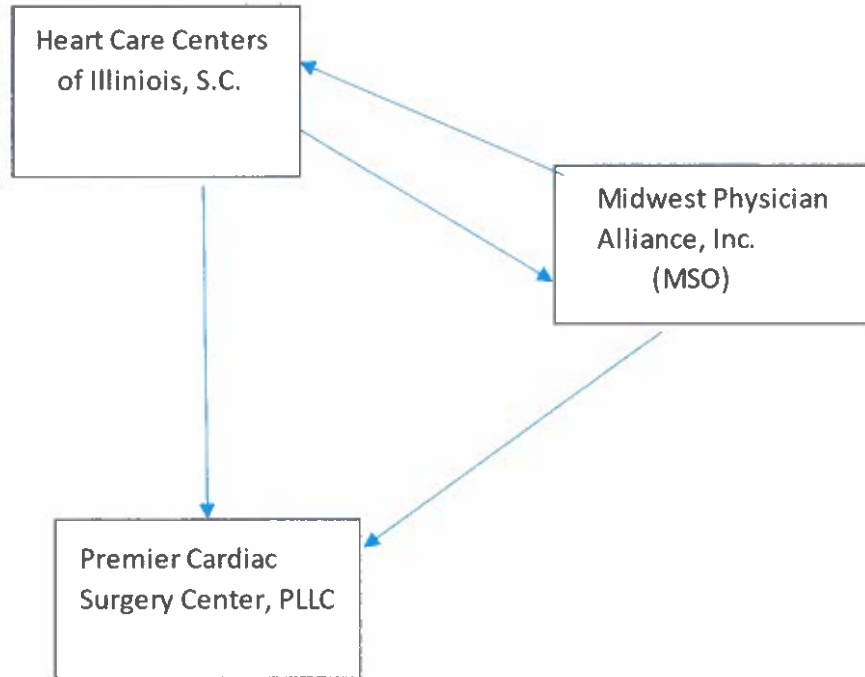 Heart Care Centers
of Illiniois, S.C.
Midwest Physician
Alliance, Inc.
(MSO)
Premier Cardiac
Surgery Center, PLLC